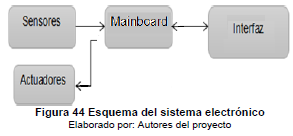 Sensores
Mainboard
Interfaz
Actuadores
Figura 44 Esquema del sistema electrónico
Elaborado por: Autores del proyecto